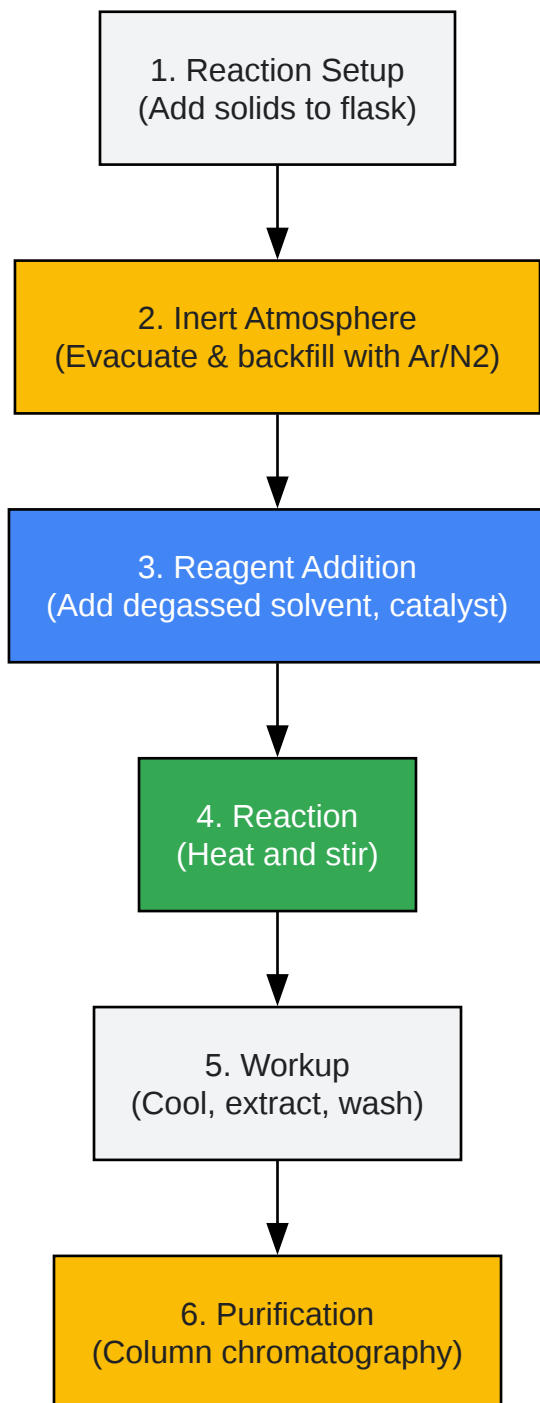 1. Reaction Setup
(Add solids to flask)
2. Inert Atmosphere
(Evacuate & backfill with Ar/N2)
3. Reagent Addition
(Add degassed solvent, catalyst)
4. Reaction
(Heat and stir)
5. Workup
(Cool, extract, wash)
6. Purification
(Column chromatography)